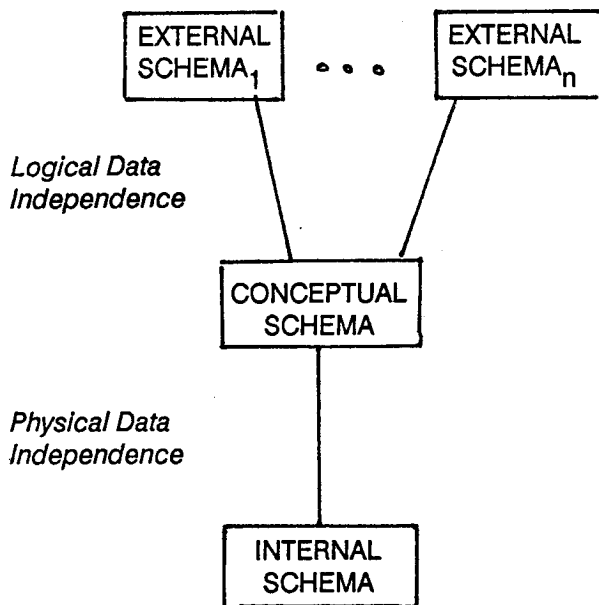 EXTERNAL
SCHEMA1
EXTERNAL
SCHEMAn
Logical Data
Independence
CONCEPTUAL
SCHEMA
Physical Data
Independence
INTERNAL
SCHEMA